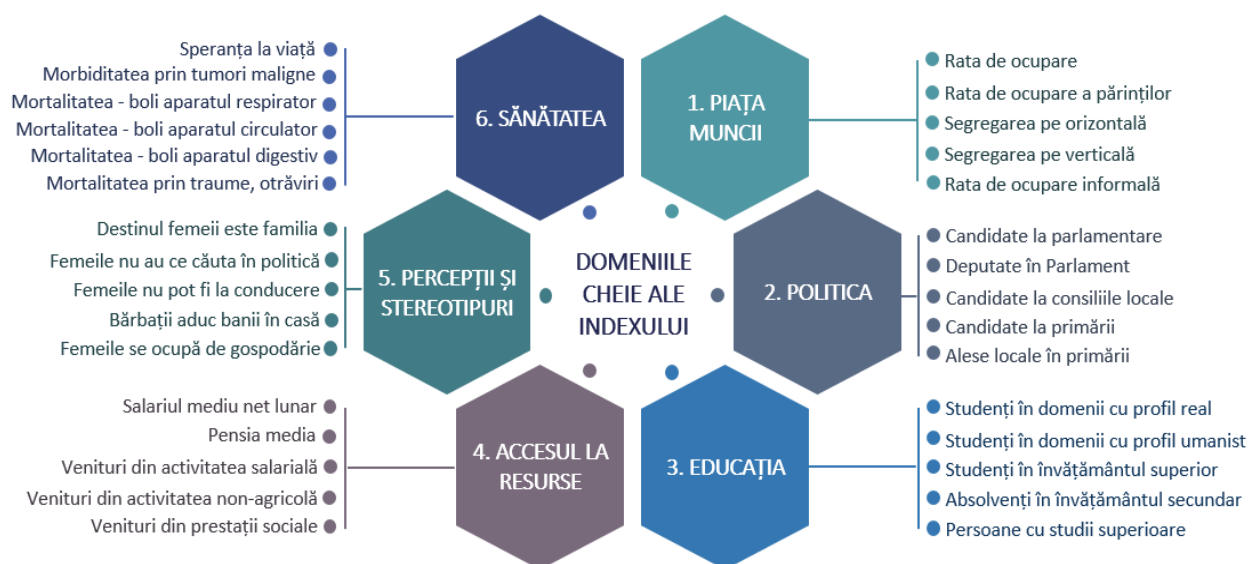 DOMENIILE
CHEIE ALE
INDEXULUI
1. PIAȚA
MUNCII
Rata de ocupare
Rata de ocupare a părinților
Segregarea pe orizontală
Segregarea pe verticală
Rata de ocupare informală
2. POLITICA
Candidate la parlamentare
Deputate în Parlament
Candidate la consiliile locale
Candidate la primării
Alese locale în primării
3. EDUCAȚIA
Studenți în domenii cu profil real
Studenți în domenii cu profil umanist
Studenți în învățământul superior
Absolvenți în învățământul secundar
Persoane cu studii superioare
4. ACCESUL LA
RESURSE
Salariul mediu net lunar
Pensia media
Venituri din activitatea salarială
Venituri din activitatea non-agricolă
Venituri din prestații sociale
5. PERCEPȚII ȘI
STEREOTIPURI
Destinul femeii este familia
Femeile nu au ce căuta în politică
Femeile nu pot fi la conducere
Bărbații aduc banii în casă
Femeile se ocupă de gospodărie
6. SĂNĂTATEA
Speranța la viață
Morbiditatea prin tumori maligne
Mortalitatea - boli aparatul respirator
Mortalitatea - boli aparatul circulator
Mortalitatea - boli aparatul digestiv
Mortalitatea prin traume, otrăviri